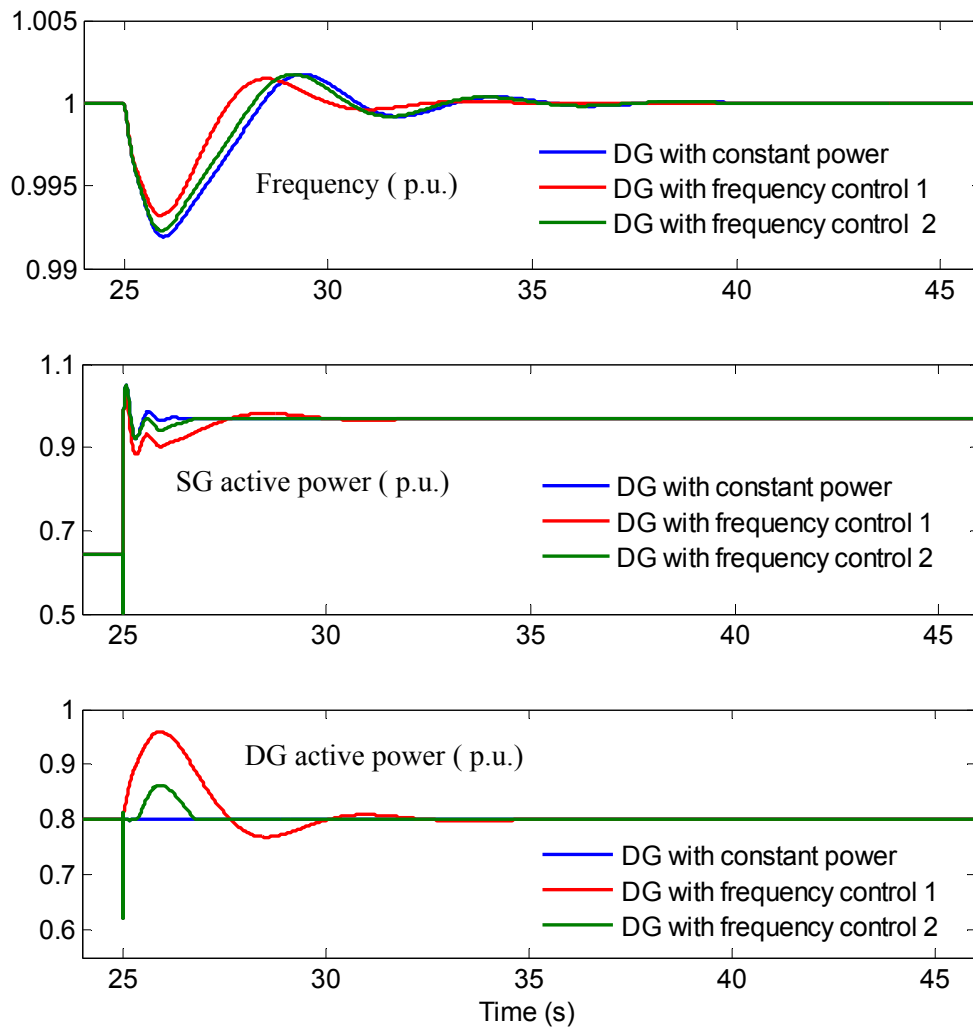 1.005
1
0.995
0.99
Frequency ( p.u.)
DG with constant power
DG with frequency control 1
DG with frequency control 2
25 30 35 40 45
1.1
0.9
0.7
0.5
SG active power ( p.u.)
DG with constant power
DG with frequency control 1
DG with frequency control 2
25 30 35 40 45
1
0.9
0.8
0.7
0.6
DG active power ( p.u.)
DG with constant power
DG with frequency control 1
DG with frequency control 2
25 30 35 40 45
Time (s)